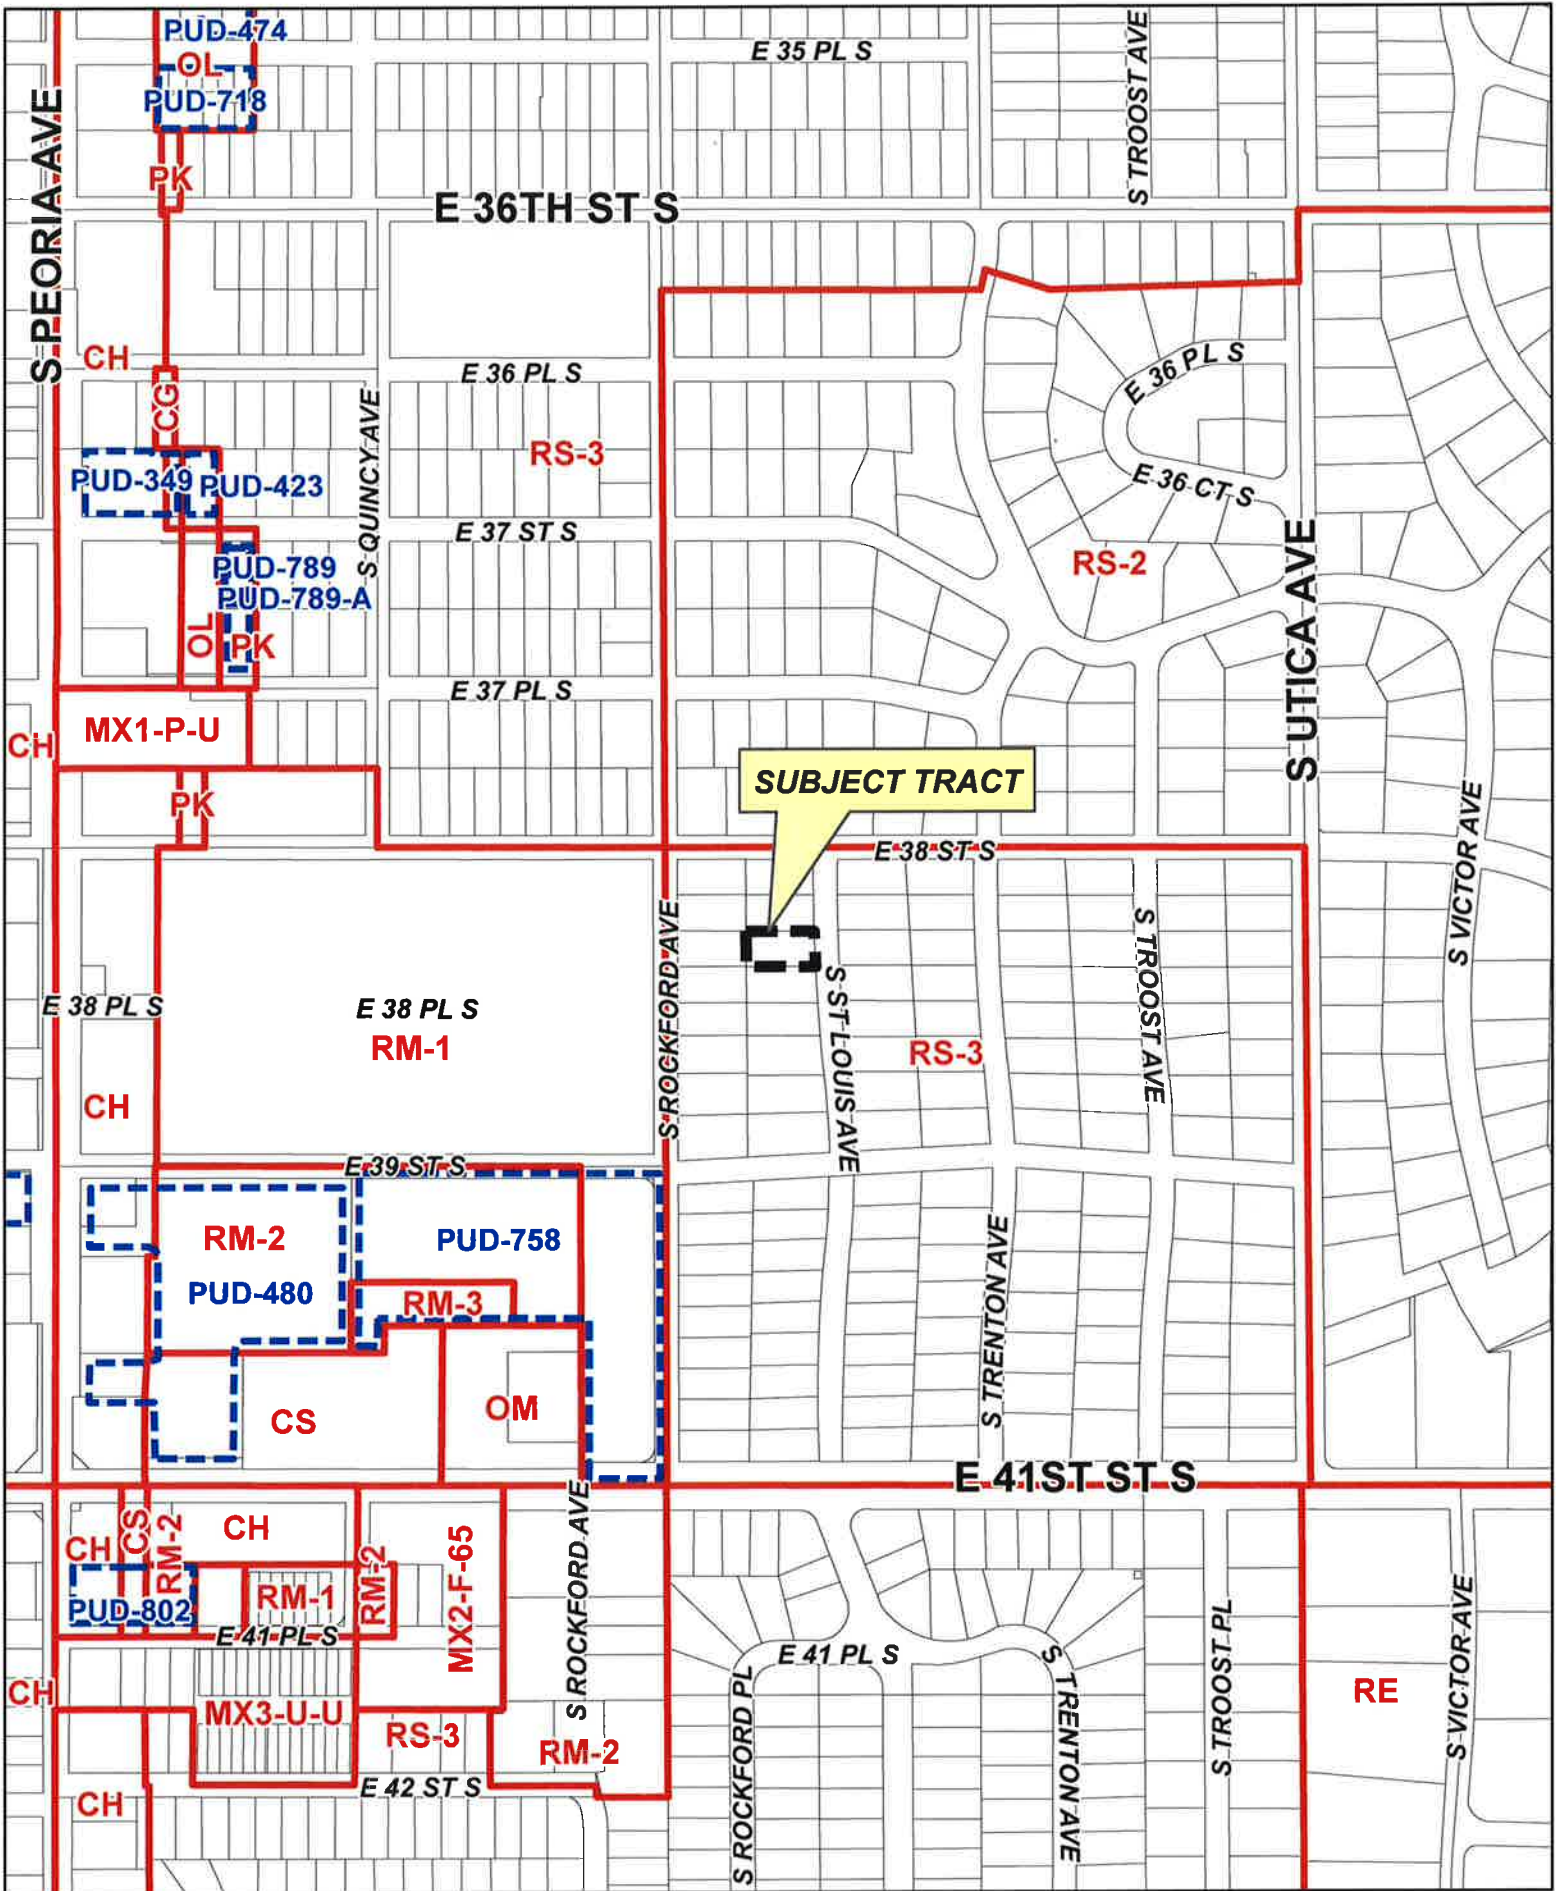 PUD-474
OL
PUD-718
PK
E 35 PL S
S TROOST AVE
S PEORIA AVE
E 36TH ST S
CH
CG
E 36 PL S
E 36 PL S
S QUINCY AVE
RS-3
PUD-349
PUD-423
E 36 CT S
E 37 ST S
RS-2
PUD-789
PUD-789-A
OL
PK
S UTICA AVE
E 37 PL S
MX1-P-U
CH
PK
SUBJECT TRACT
E 38 ST S
S VICTOR AVE
S ROCKFORD AVE
S TROOST AVE
S ST LOUIS AVE
E 38 PL S
E 38 PL S
RM-1
RS-3
CH
E 39 ST S
RM-2
PUD-758
PUD-480
RM-3
S TRENTON AVE
CS
OM
E 41ST ST S
CH
CS
RM-2
CH
RM-2
MX2-F-65
S ROCKFORD AVE
RM-1
PUD-802
E 41 PL S
E 41 PL S
S ROCKFORD PL
S TRENTON AVE
S TROOST PL
S VICTOR AVE
RE
CH
MX3-U-U
RS-3
RM-2
E 42 ST S
CH